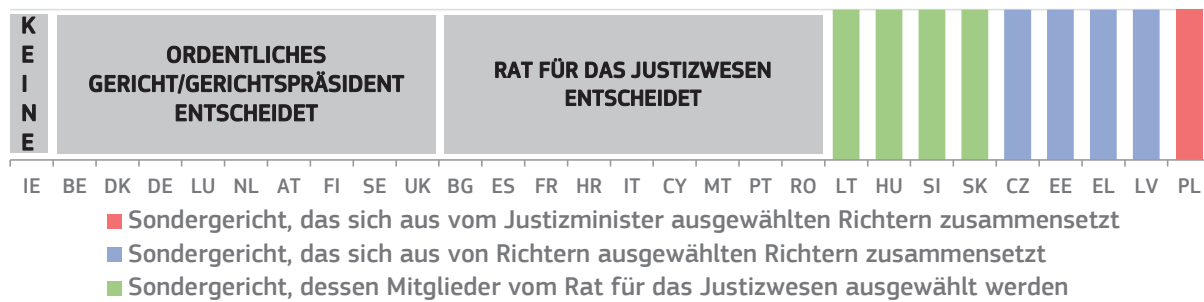 K
E
I
N
E
ORDENTLICHES
GERICHT/GERICHTSPRÄSIDENT
ENTSCHEIDET
RAT FÜR DAS JUSTIZWESEN
ENTSCHEIDET
IE BE DK DE LU NL AT FI SE UK BG ES FR HR IT CY MT PT RO LT HU SI SK CZ EE EL LV PL
Sondergericht, das sich aus vom Justizminister ausgewählten Richtern zusammensetzt
Sondergericht, das sich aus von Richtern ausgewählten Richtern zusammensetzt
Sondergericht, dessen Mitglieder vom Rat für das Justizwesen ausgewählt werden